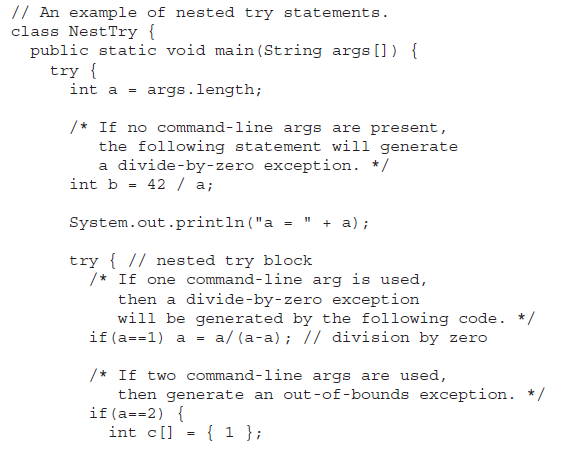 // An example of nested try statements.
class NestTry {
  public static void main(String args[]) {
    try {
      int a = args.length;

      /* If no command-line args are present,
         the following statement will generate
         a divide-by-zero exception. */
      int b = 42 / a;

      System.out.println("a = " + a);

      try { // nested try block
        /* If one command-line arg is used,
           then a divide-by-zero exception
           will be generated by the following code. */
        if(a==1) a = a/(a-a); // division by zero

        /* If two command-line args are used,
           then generate an out-of-bounds exception. */
        if(a==2) {
          int c[] = { 1 };